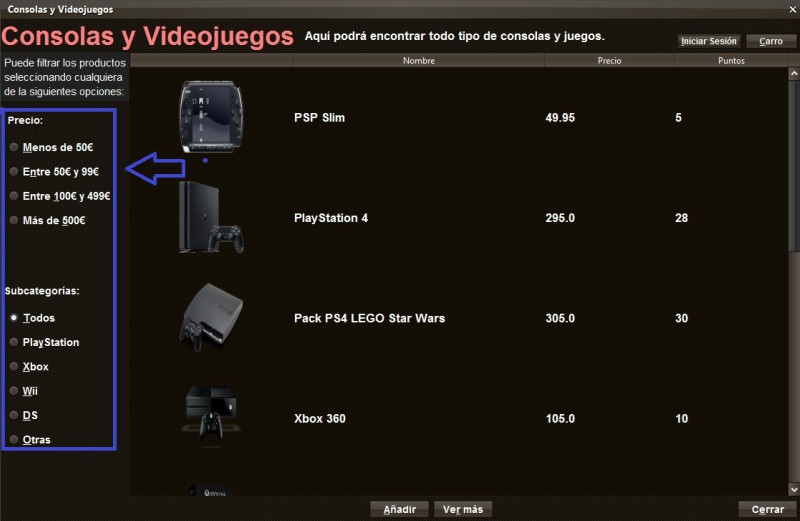 Consolas y Videojuegos
Consolas y Videojuegos
Aquí podrá encontrar todo tipo de consolas y juegos.
Iniciar Sesión
Carro
Puede filtrar los productos
seleccionando cualquiera
de la siguientes opciones:
Nombre Precio Puntos
Precio:
Menos de 50€
Entre 50€ y 99€
Entre 100€ y 499€
Más de 500€
Subcategorías:
Todos
PlayStation
Xbox
Wii
DS
Otras
PSP Slim 49.95 5
PlayStation 4 295.0 28
Pack PS4 LEGO Star Wars 305.0 30
Xbox 360 105.0 10
Añadir
Ver más
Cerrar